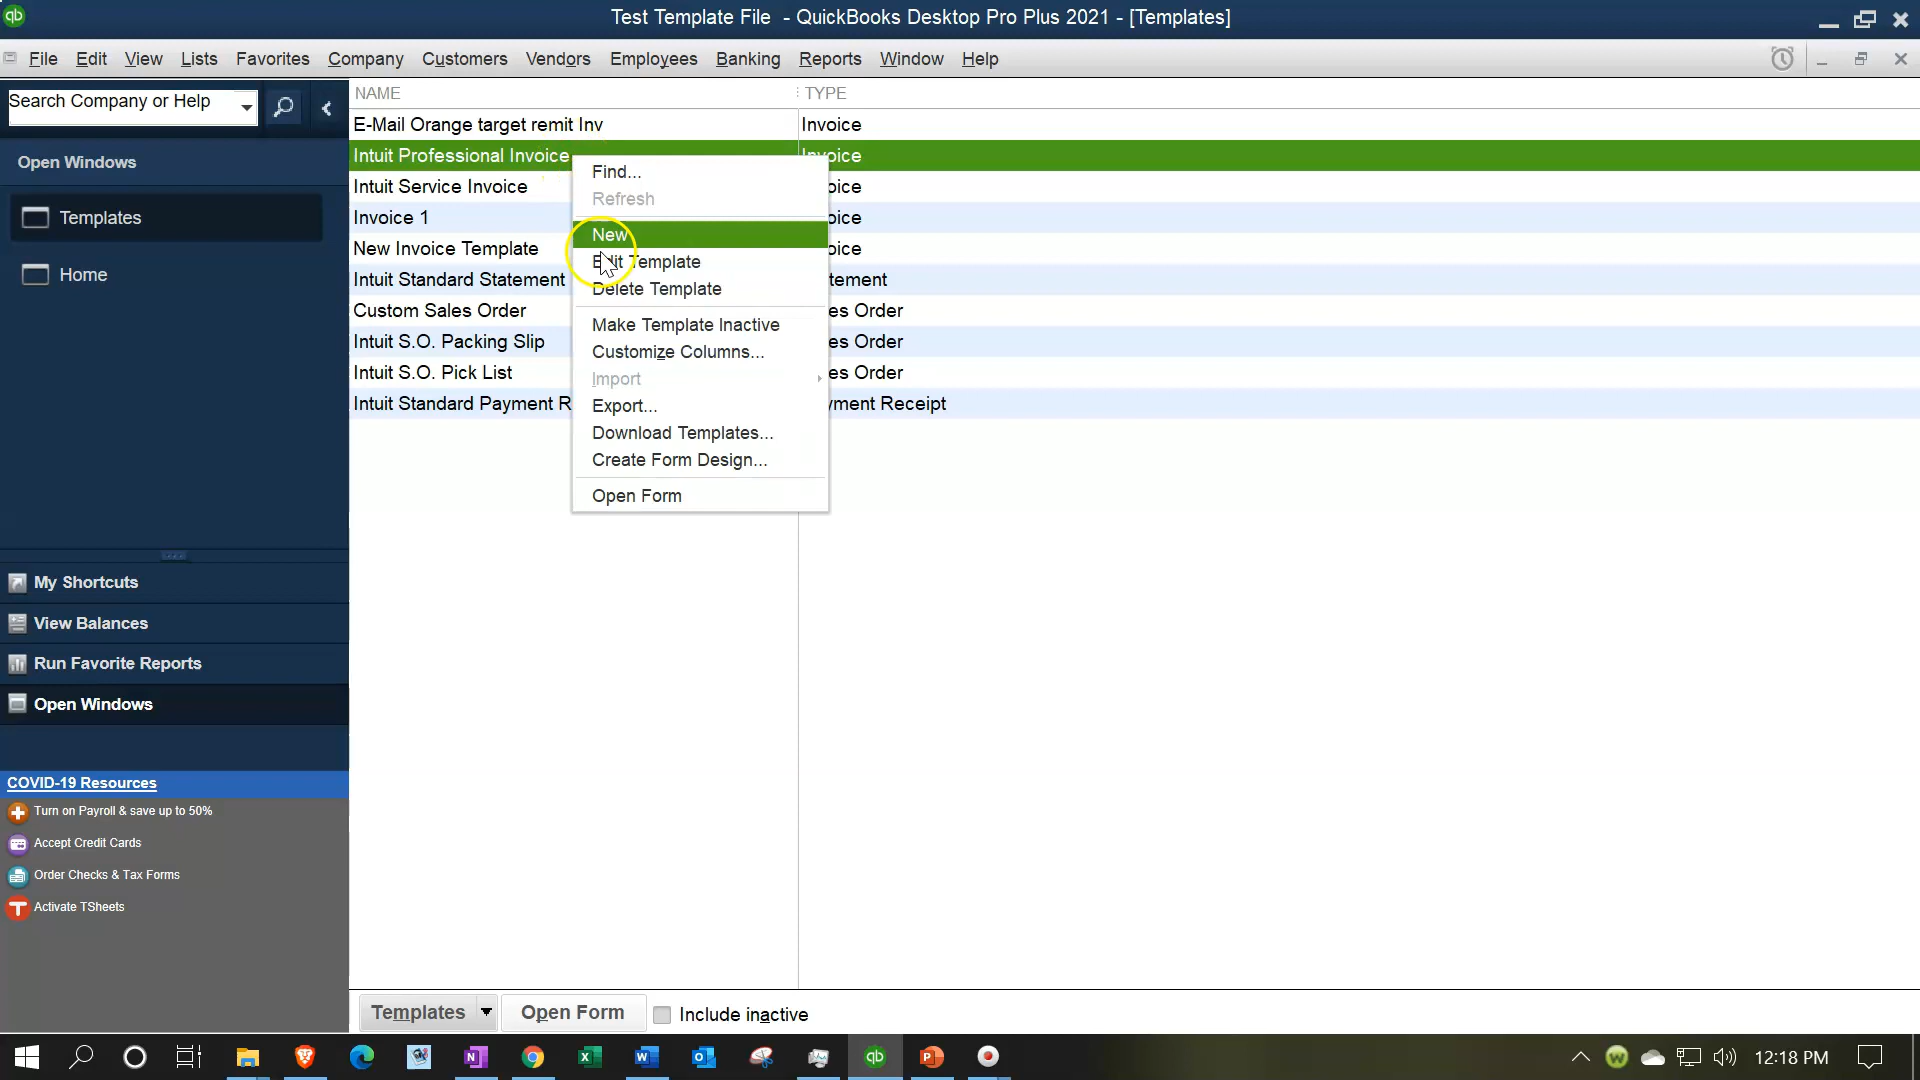 qb
Test Template File - QuickBooks Desktop Pro Plus 2021 - [Templates]
File Edit View Lists Favorites Company Customers Vendors Employees Banking Reports Window Help
Search Company or Help
Open Windows
Templates
Home
My Shortcuts
View Balances
Run Favorite Reports
Open Windows
COVID-19 Resources
Turn on Payroll & save up to 50%
Accept Credit Cards
Order Checks & Tax Forms
Activate TSheets
NAME TYPE
E-Mail Orange target remit Inv Invoice
Intuit Professional Invoice Invoice
Intuit Service Invoice oice
Invoice 1 oice
New Invoice Template oice
Intuit Standard Statement tement
Custom Sales Order es Order
Intuit S.O. Packing Slip es Order
Intuit S.O. Pick List es Order
Intuit Standard Payment R yment Receipt
Find...
Refresh
New
Edit Template
Delete Template
Make Template Inactive
Customize Columns...
Import
Export...
Download Templates...
Create Form Design...
Open Form
Templates Open Form Include inactive
12:18 PM